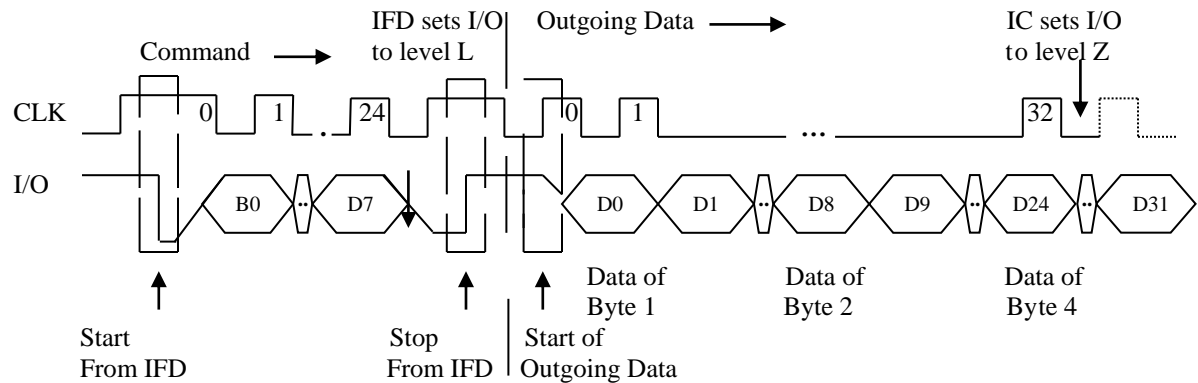 IFD sets I/O
to level L
Outgoing Data
IC sets I/O
to level Z
Command
CLK
0
1
24
0
1
...
32
I/O
B0
..
D7
D0
D1
..
D8
D9
..
D24
..
D31
Data of
Byte 1
Data of
Byte 2
Data of
Byte 4
Start
From IFD
Stop
From IFD
Start of
Outgoing Data